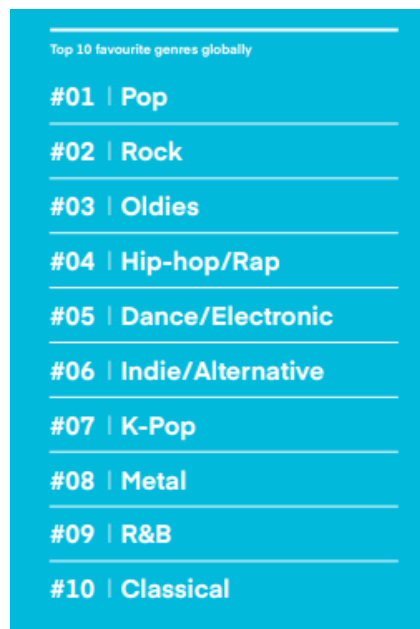 Top 10 favourite genres globally
#01 | Pop
#02 | Rock
#03 | Oldies
#04 | Hip-hop/Rap
#05 | Dance/Electronic
#06 | Indie/Alternative
#07 | K-Pop
#08 | Metal
#09 | R&B
#10 | Classical